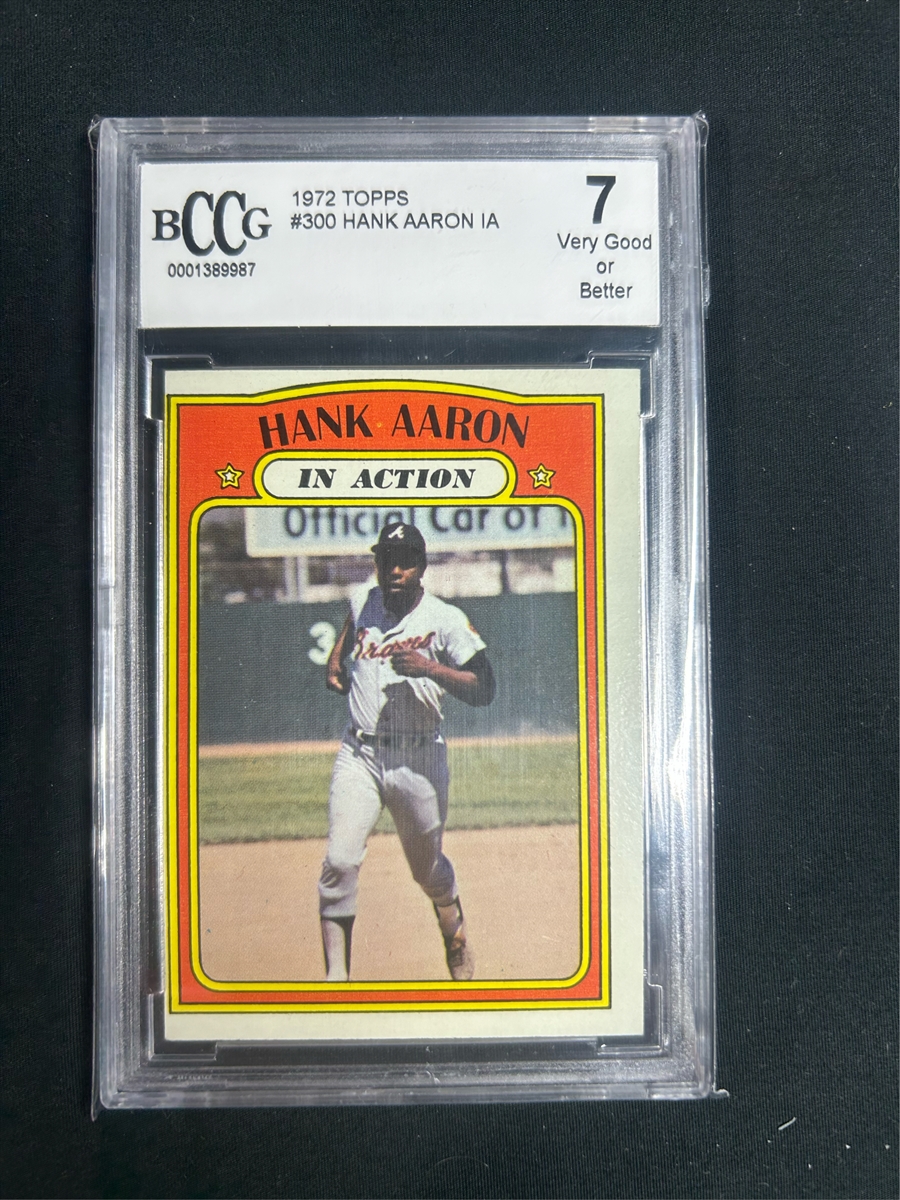 BCCG
0001389987
1972 TOPPS
#300 HANK AARON IA
7
Very Good
or
Better
HANK AARON
IN ACTION
Official Car of
3
Braves